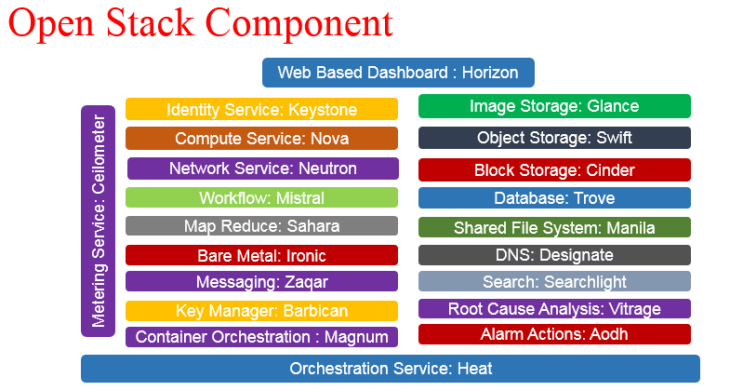 Open Stack Component
Web Based Dashboard : Horizon
Metering Service: Ceilometer
Identity Service: Keystone
Compute Service: Nova
Network Service: Neutron
Workflow: Mistral
Map Reduce: Sahara
Bare Metal: Ironic
Messaging: Zaqar
Key Manager: Barbican
Container Orchestration : Magnum
Image Storage: Glance
Object Storage: Swift
Block Storage: Cinder
Database: Trove
Shared File System: Manila
DNS: Designate
Search: Searchlight
Root Cause Analysis: Vitrage
Alarm Actions: Aodh
Orchestration Service: Heat